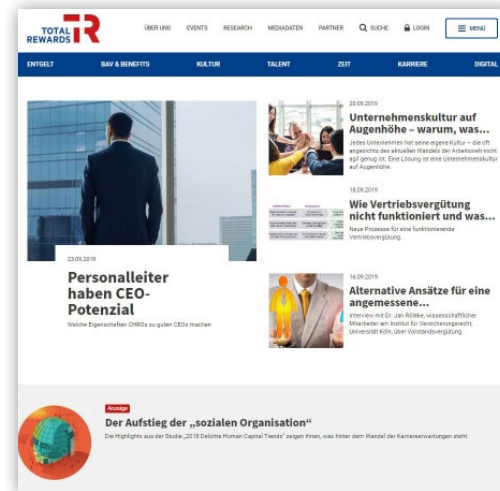 TOTAL
REWARDS
TR
ÜBER UNS EVENTS RESEARCH MEDIADATEN PARTNER SUCHE LOGIN MENÜ
ENTGELT BAV & BENEFITS KULTUR TALENT ZEIT KARRIERE DIGITAL
23.09.2019
Personalleiter
haben CEO-
Potenzial
Welche Eigenschaften CHROs zu guten CEOs machen
20.09.2019
Unternehmenskultur auf
Augenhöhe – warum, was...
Jedes Unternehmen hat seine eigene Kultur – die oft
angesichts des aktuellen Wandels der Arbeitswelt nicht
agil genug ist. Eine Lösung ist eine Unternehmenskultur
auf Augenhöhe.
18.09.2019
Wie Vertriebsvergütung
nicht funktioniert und was...
Neue Prozesse für eine funktionierende
Vertriebsvergütung.
16.09.2019
Alternative Ansätze für eine
angemessene...
Interview mit Dr. Jan Röleke, wissenschaftlicher
Mitarbeiter am Institut für Versicherungsrecht,
Universität Köln, über Vorstandsvergütung.
Anzeige
Der Aufstieg der „sozialen Organisation“
Die Highlights aus der Studie „2018 Deloitte Human Capital Trends“ zeigen Ihnen, was hinter dem Wandel der Karriereerwartungen steht.